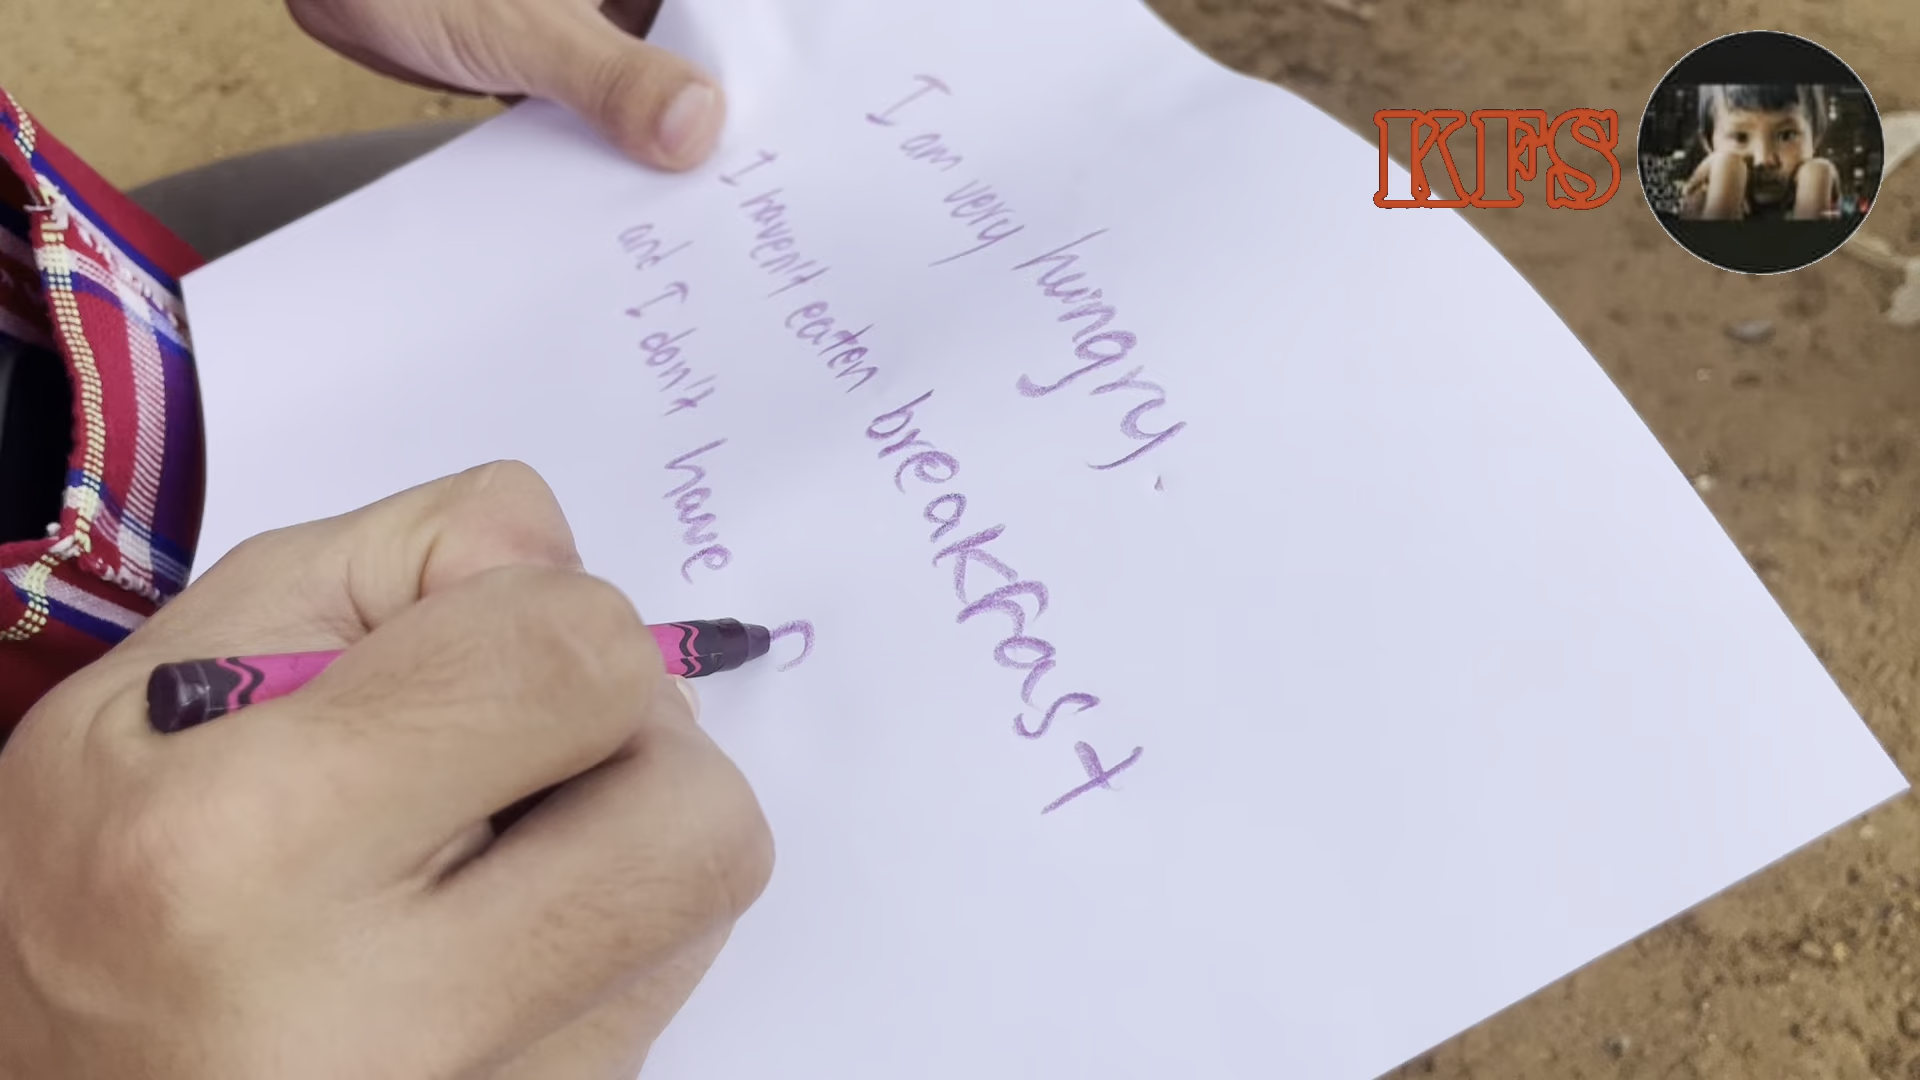 I am very hungry.
I haven't eaten breakfast
and I don't have
KFS